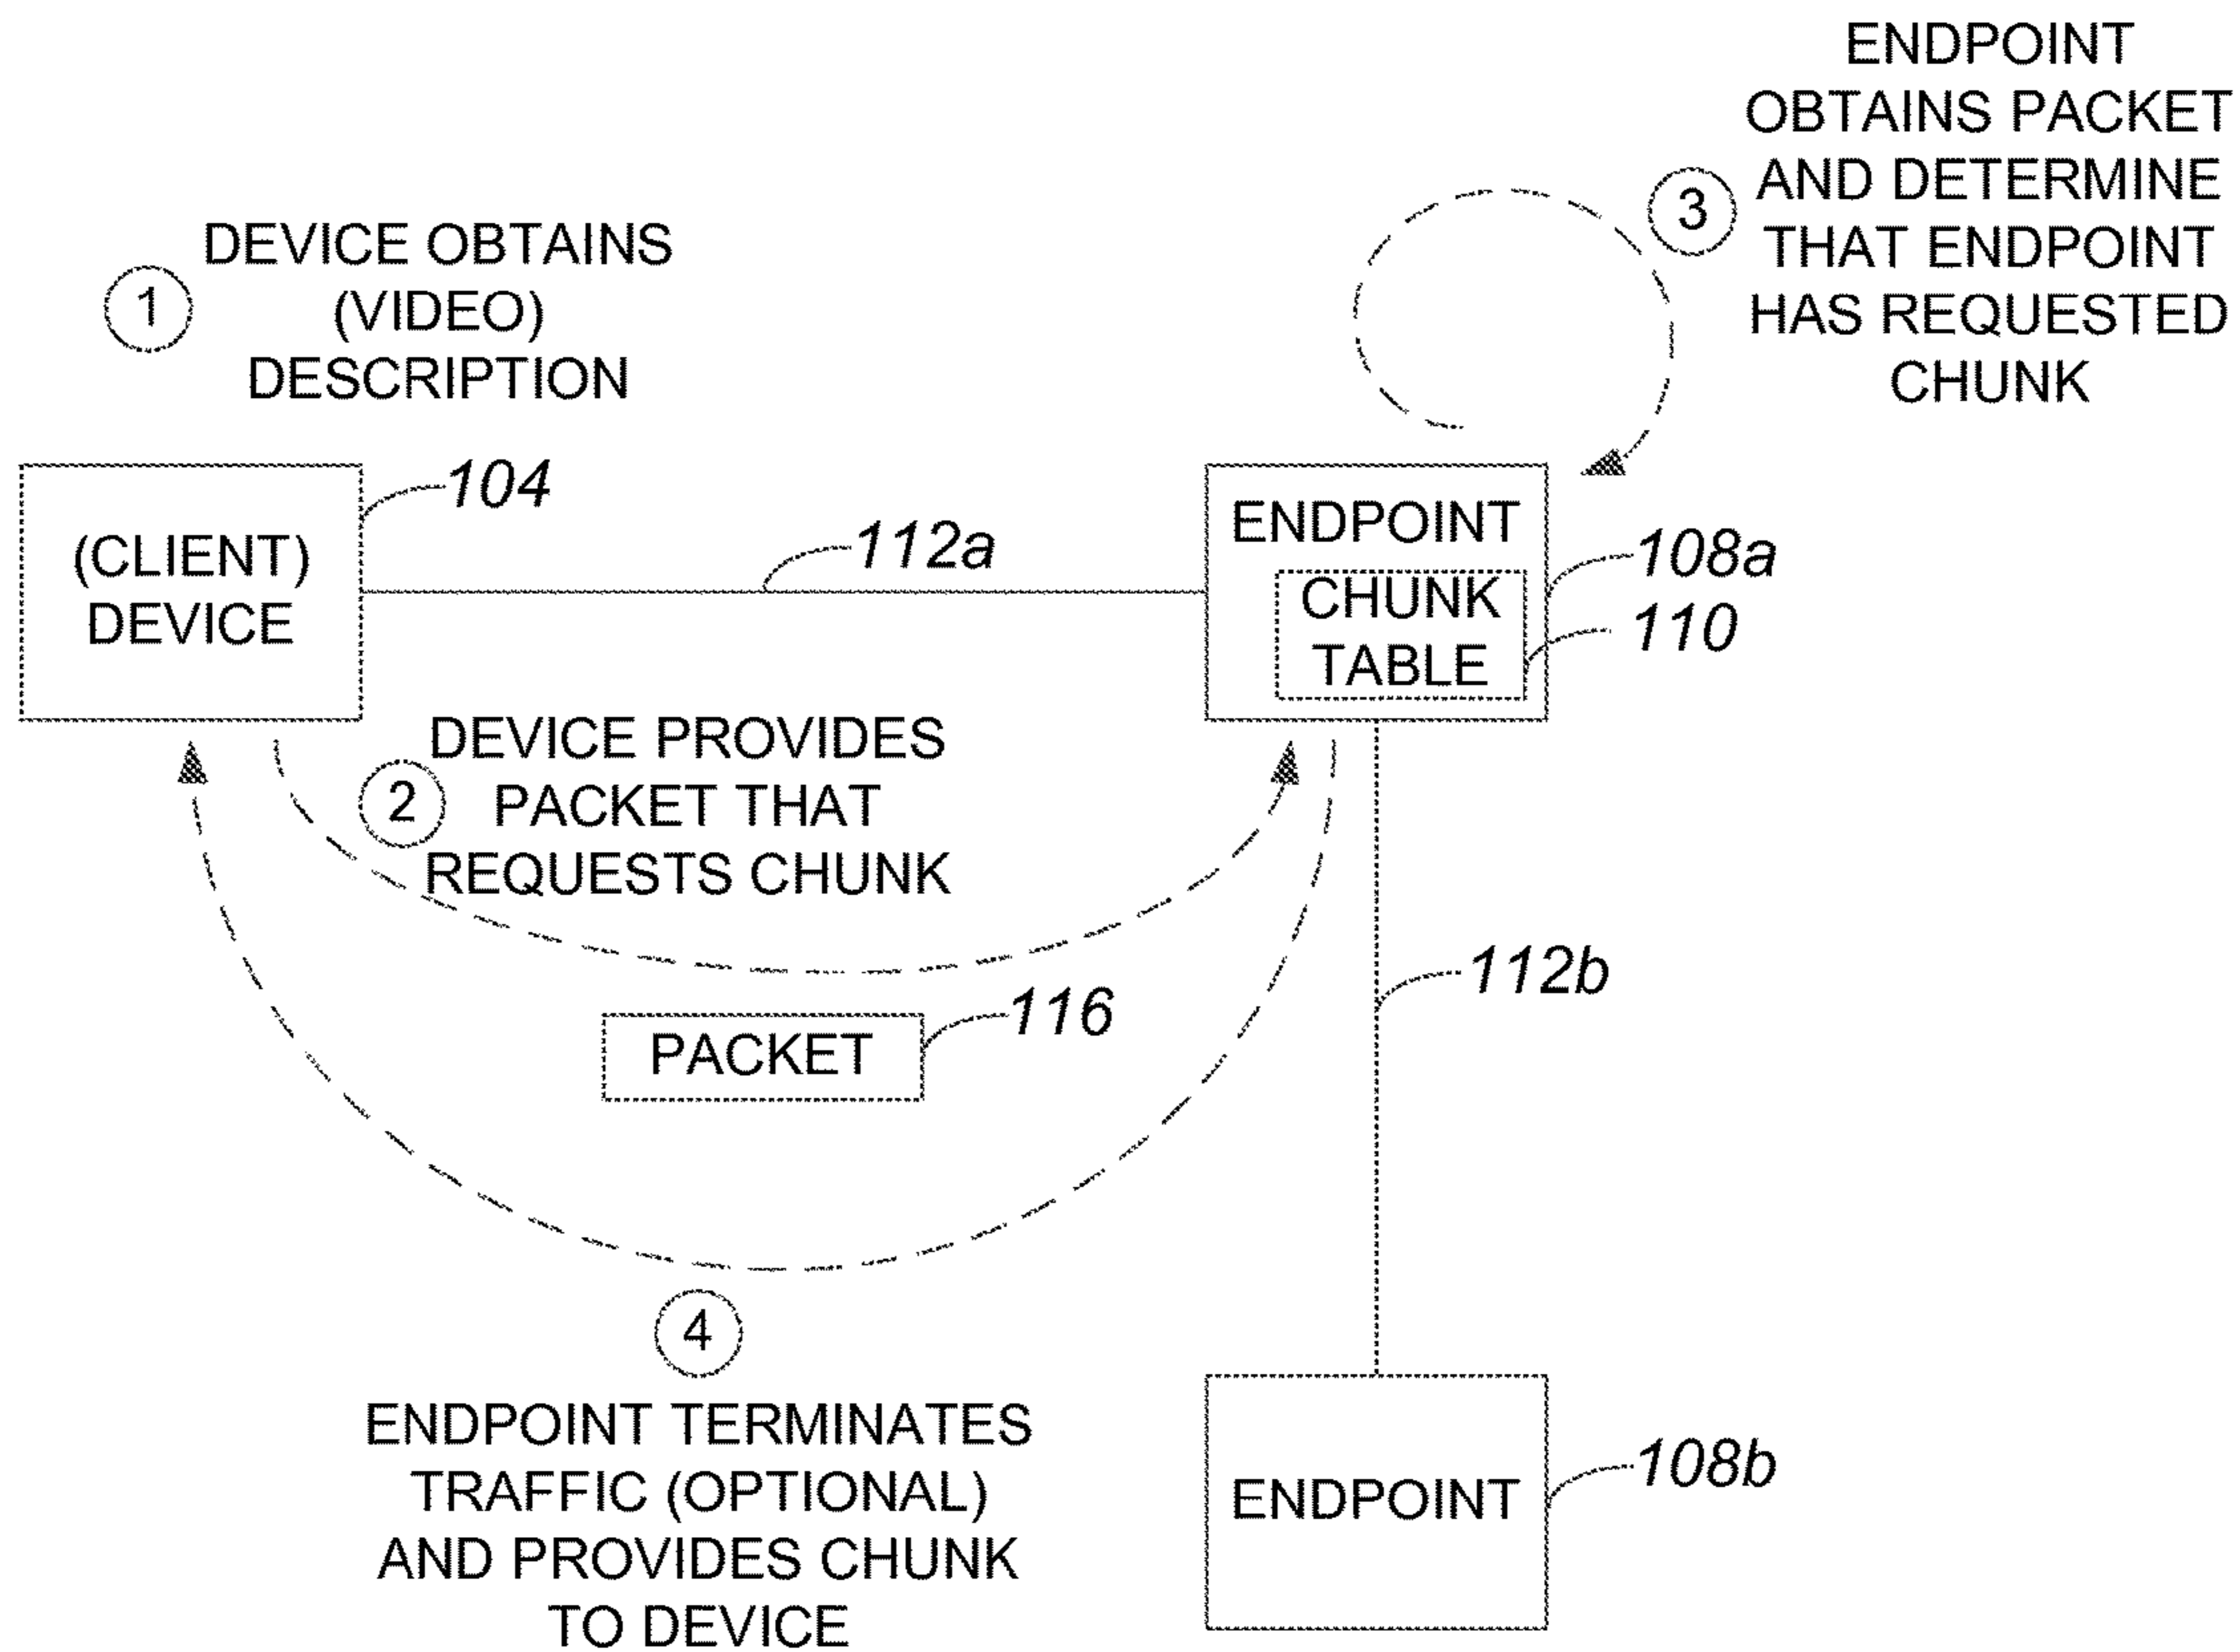 ENDPOINT
OBTAINS PACKET
AND DETERMINE
THAT ENDPOINT
HAS REQUESTED
CHUNK
3
DEVICE OBTAINS
(VIDEO)
DESCRIPTION
1
104
(CLIENT)
DEVICE
112a
ENDPOINT
CHUNK
TABLE
108a
110
2
DEVICE PROVIDES
PACKET THAT
REQUESTS CHUNK
PACKET
116
112b
4
ENDPOINT TERMINATES
TRAFFIC (OPTIONAL)
AND PROVIDES CHUNK
TO DEVICE
ENDPOINT
108b